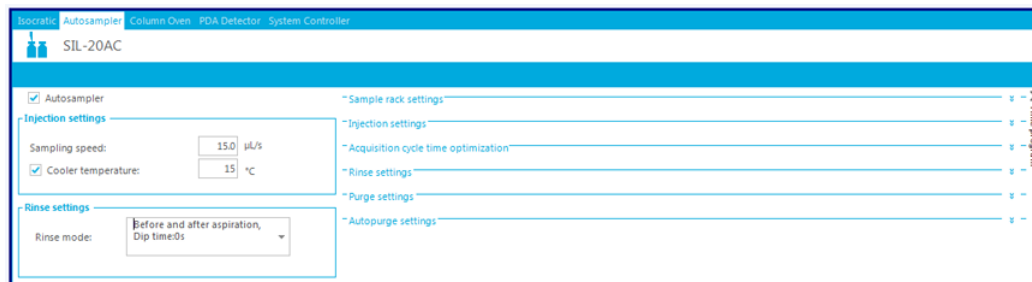 Isocratic Autosampler Column Oven PDA Detector System Controller
SIL-20AC
Autosampler
Injection settings
Sampling speed: 15.0 µL/s
Cooler temperature: 15 °C
Rinse settings
Rinse mode: Before and after aspiration,
Dip time:0s
Sample rack settings
Injection settings
Acquisition cycle time optimization
Rinse settings
Purge settings
Autopurge settings